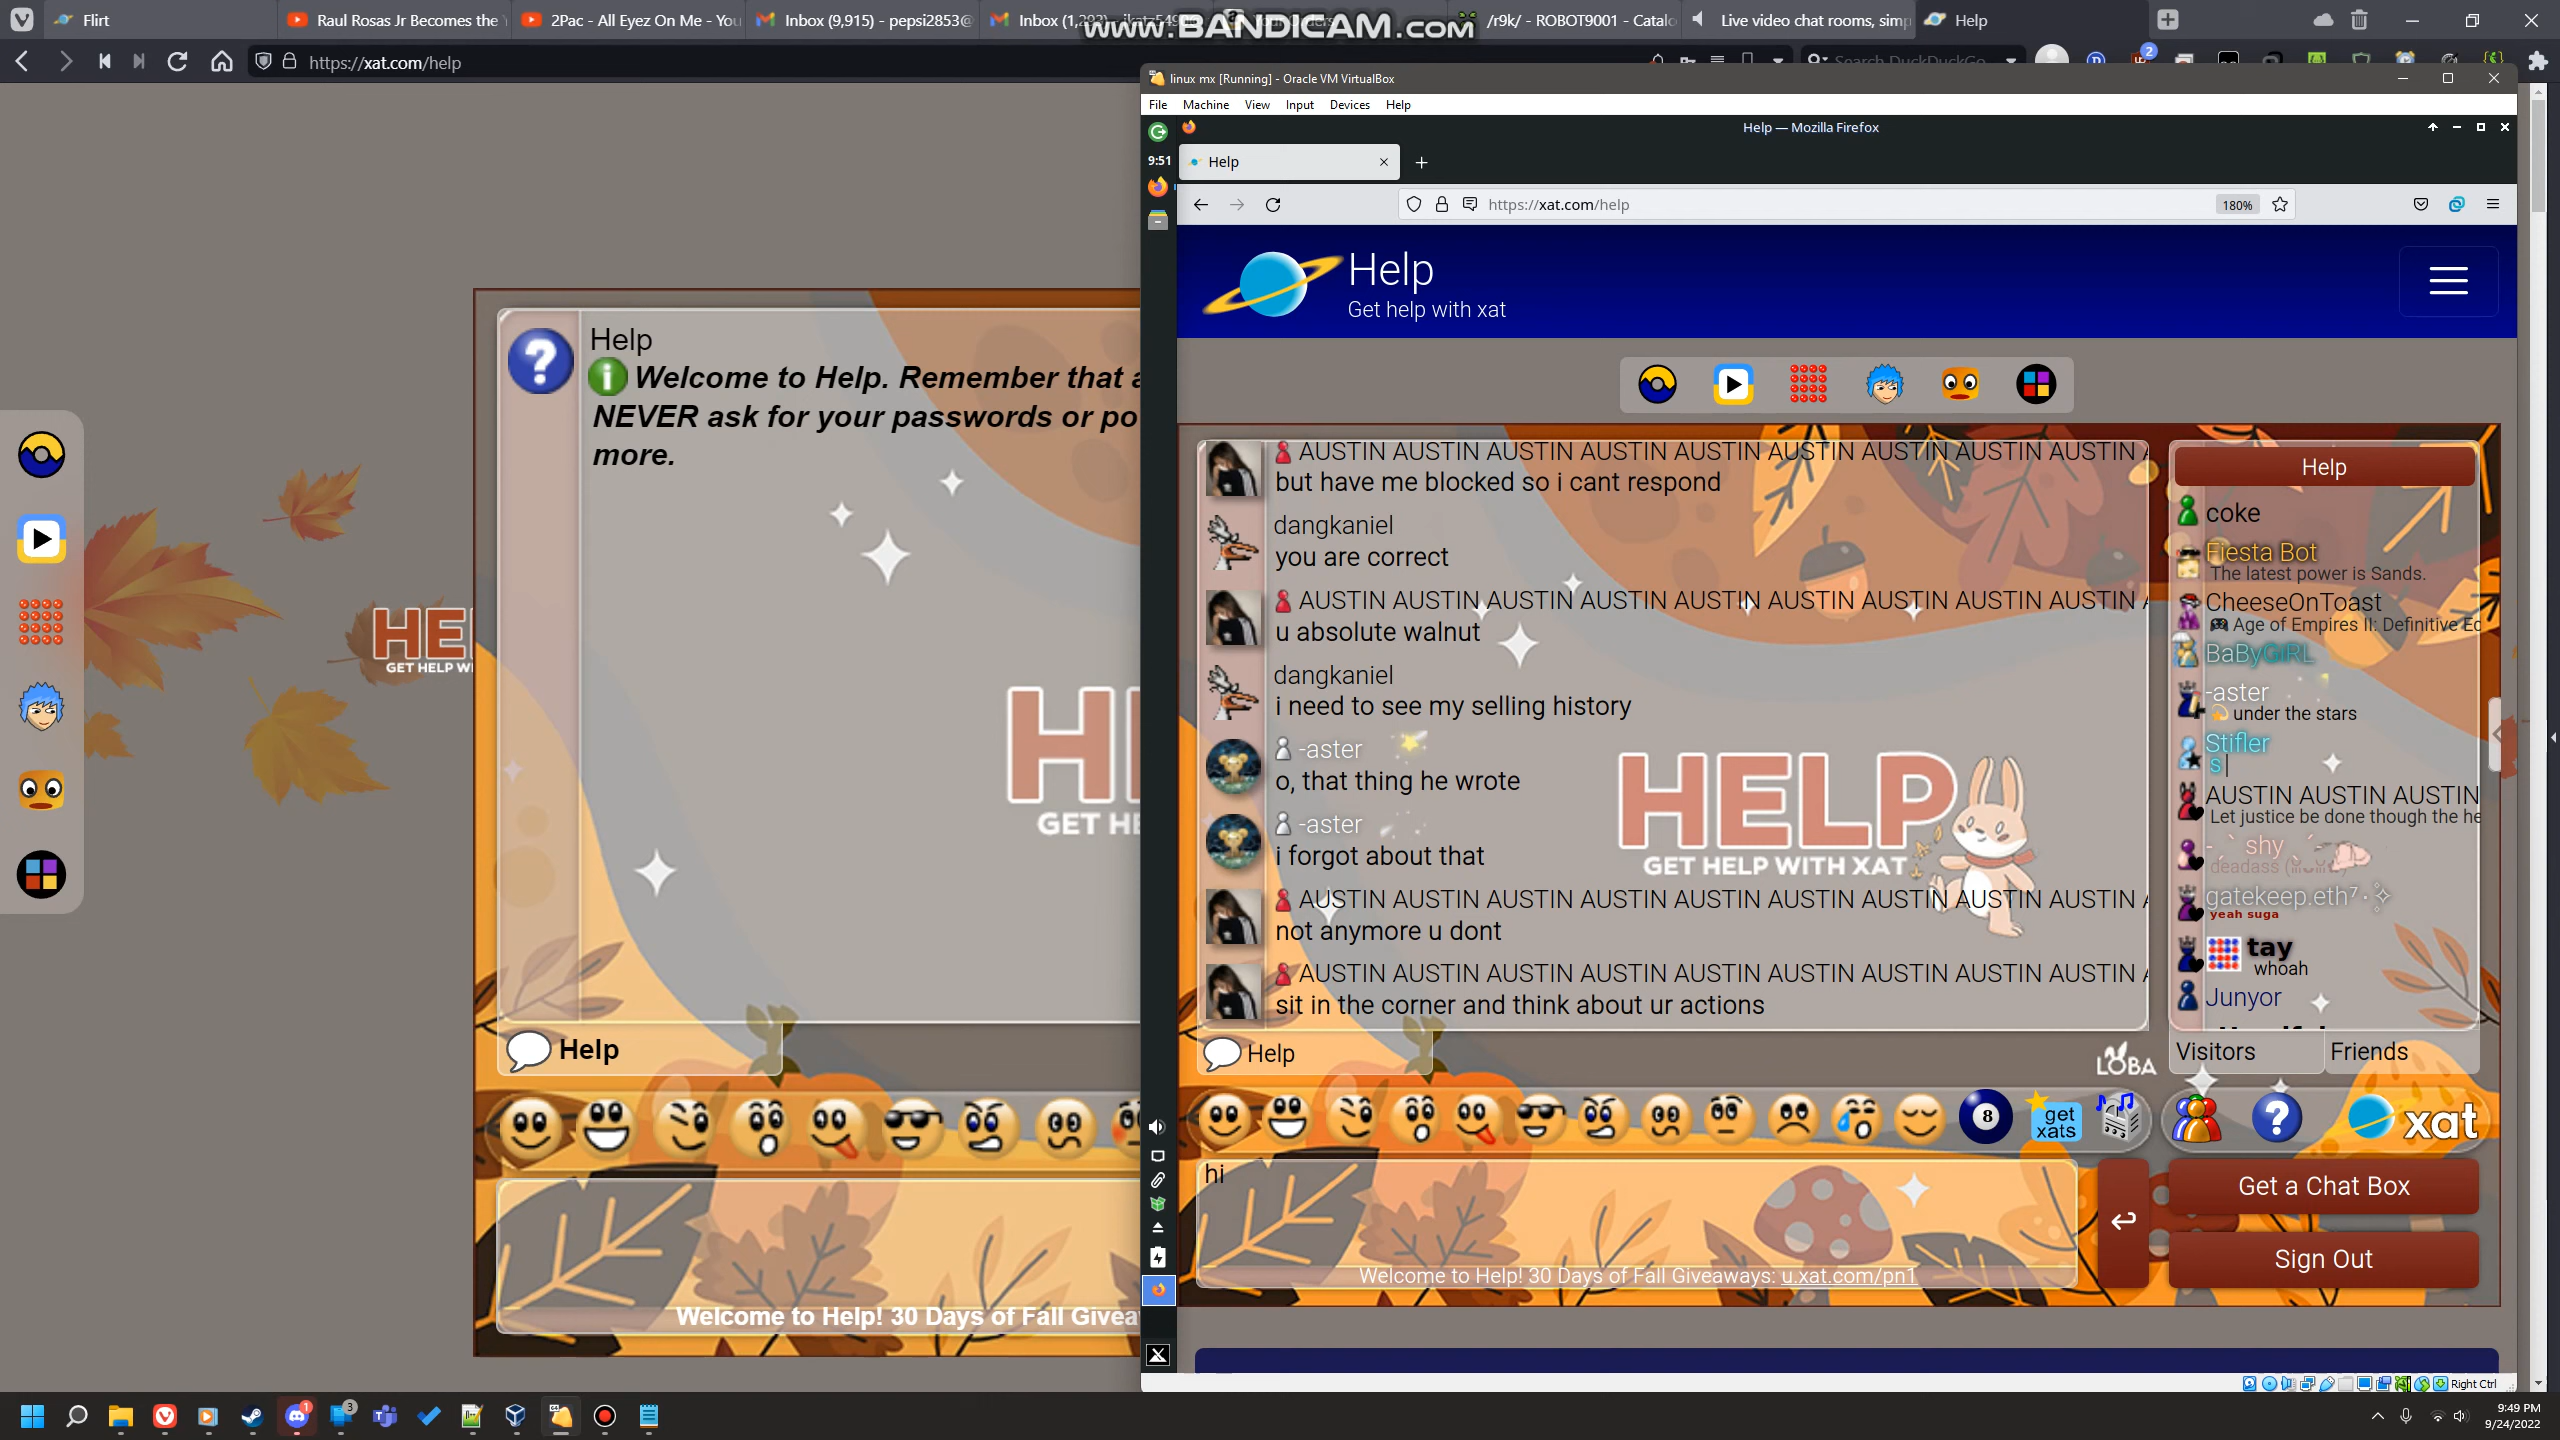 Flirt
Raul Rosas Jr Becomes the
2Pac - All Eyez On Me - You
Inbox (9,915) - pepsi2853@
www.BANDICAM.com
/r9k/ - ROBOT9001 - Catalo
Live video chat rooms, simp
Help
https://xat.com/help
Search DuckDuckGo
2
linux mx [Running] - Oracle VM VirtualBox
File Machine View Input Devices Help
Help — Mozilla Firefox
9:51
Help
https://xat.com/help
180%
Help
Get help with xat
Help
Welcome to Help. Remember that a
NEVER ask for your passwords or po
more.
AUSTIN AUSTIN AUSTIN AUSTIN AUSTIN AUSTIN AUSTIN AUSTIN AUSTIN
but have me blocked so i cant respond
dangkaniel
you are correct
AUSTIN AUSTIN AUSTIN AUSTIN AUSTIN AUSTIN AUSTIN AUSTIN AUSTIN
u absolute walnut
dangkaniel
i need to see my selling history
-aster
o, that thing he wrote
-aster
i forgot about that
AUSTIN AUSTIN AUSTIN AUSTIN AUSTIN AUSTIN AUSTIN AUSTIN AUSTIN
not anymore u dont
AUSTIN AUSTIN AUSTIN AUSTIN AUSTIN AUSTIN AUSTIN AUSTIN AUSTIN
sit in the corner and think about ur actions
HELP
GET HELP WITH XAT
Help
coke
Fiesta Bot
The latest power is Sands.
CheeseOnToast
Age of Empires II: Definitive Ed
BaByGiRL
-aster
under the stars
Stifler
s
AUSTIN AUSTIN AUSTIN
Let justice be done though the he
shy
deadass
gatekeep.eth⁷
yeah suga
tay
whoah
Junyor
HE
GET HELP WI
H
GET HE
Help
Help
LOBA
Visitors
Friends
8
get
xats
xat
hi
Welcome to Help! 30 Days of Fall Giveaways: u.xat.com/pn1
Get a Chat Box
Sign Out
Welcome to Help! 30 Days of Fall Givea
Right Ctrl
1
3
9:49 PM
9/24/2022